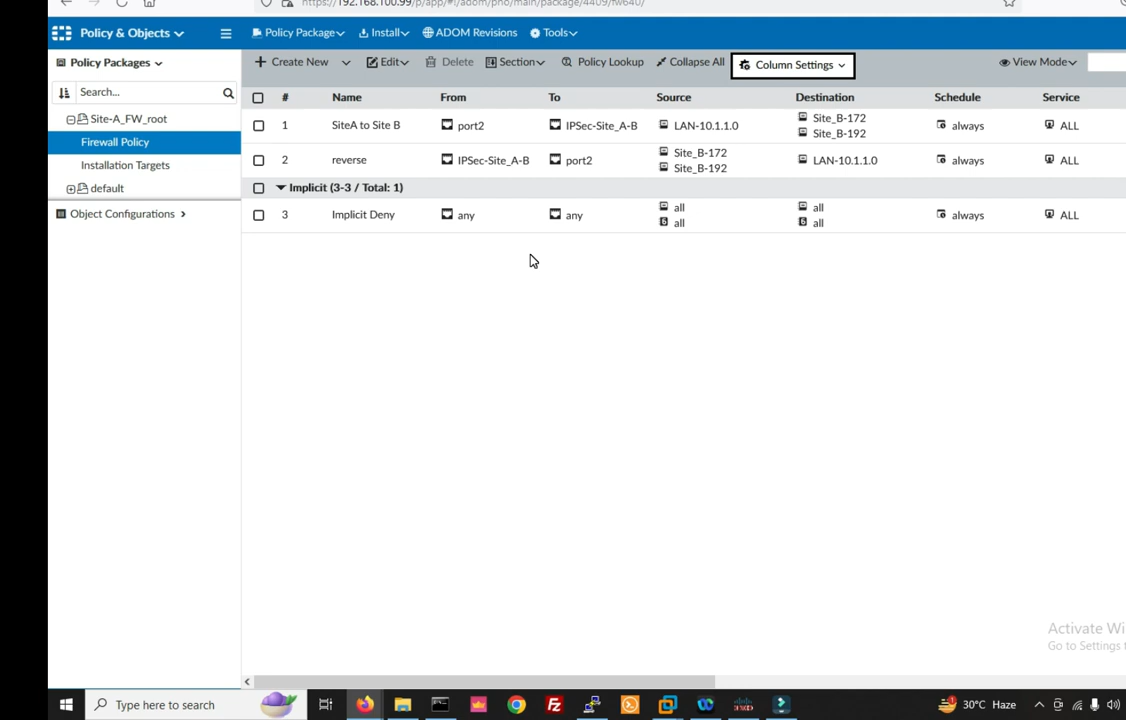 https://192.168.100.99/p/app/#!/adom/pno/main/package/4409/fw640/
Policy & Objects
Policy Package Install ADOM Revisions Tools
Policy Packages
Create New Edit Delete Section Policy Lookup Collapse All Column Settings View Mode
Search...
# Name From To Source Destination Schedule Service
Site-A_FW_root
1 SiteA to Site B port2 IPSec-Site_A-B LAN-10.1.1.0 Site_B-172 always ALL
Site_B-192
Firewall Policy
2 reverse IPSec-Site_A-B port2 Site_B-172 LAN-10.1.1.0 always ALL
Site_B-192
Installation Targets
default
Implicit (3-3 / Total: 1)
Object Configurations
3 Implicit Deny any any all all always ALL
all all
Activate Wi
Go to Settings t
Type here to search
30°C Haze